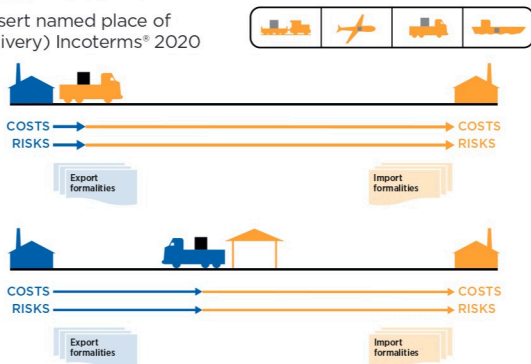 sert named place of
livery) Incoterms® 2020
COSTS COSTS
RISKS RISKS
Export
formalities
Import
formalities
COSTS COSTS
RISKS RISKS
Export
formalities
Import
formalities